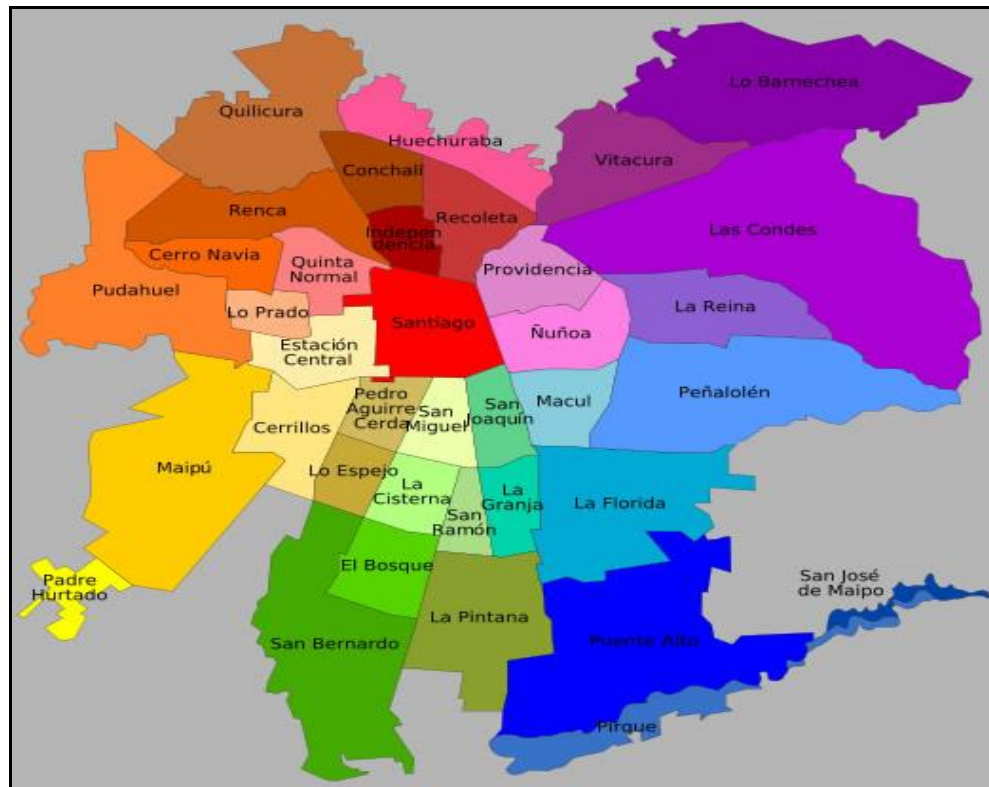 Lo Barnechea
Quilicura
Huechuraba
Vitacura
Conchalí
Renca
Recoleta
Indepen
dencia
Las Condes
Cerro Navia
Quinta
Normal
Providencia
Pudahuel
Lo Prado
Santiago
Ñuñoa
La Reina
Estación
Central
Pedro
Aguirre
Cerda
San
Miguel
San
Joaquín
Macul
Peñalolén
Cerrillos
Maipú
Lo Espejo
La
Cisterna
San
Ramón
La
Granja
La Florida
El Bosque
Padre
Hurtado
San José
de Maipo
La Pintana
San Bernardo
Puente Alto
Pirque